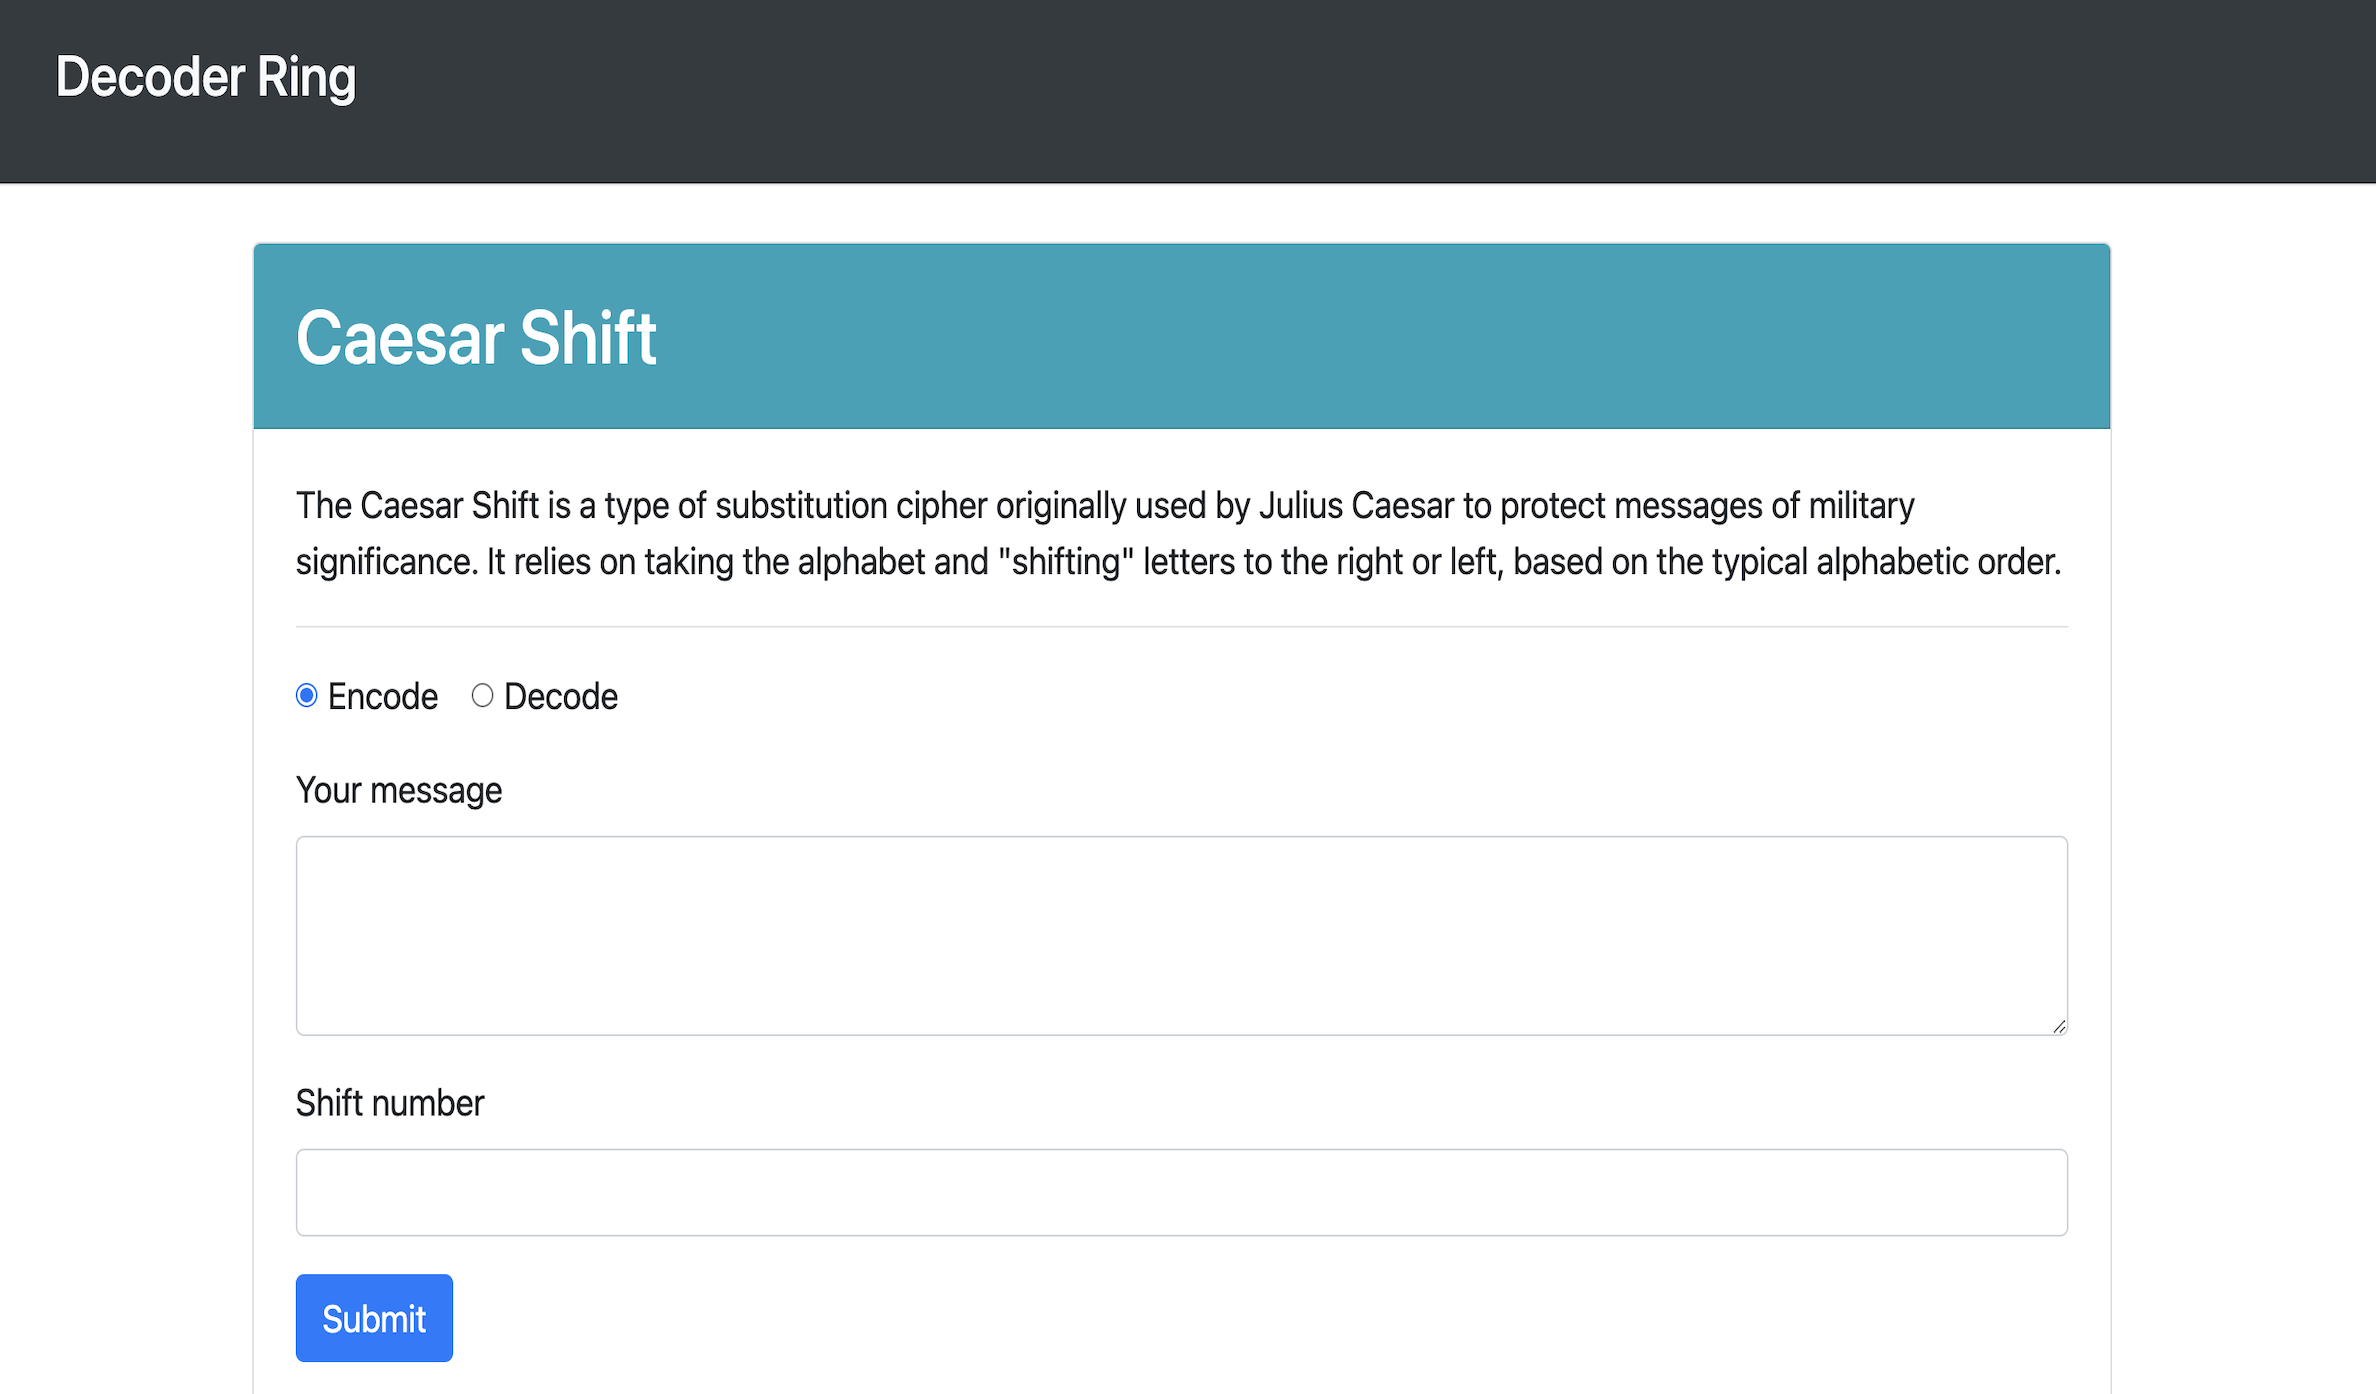 Decoder Ring
Caesar Shift
The Caesar Shift is a type of substitution cipher originally used by Julius Caesar to protect messages of military
significance. It relies on taking the alphabet and "shifting" letters to the right or left, based on the typical alphabetic order.
Encode Decode
Your message
Shift number
Submit